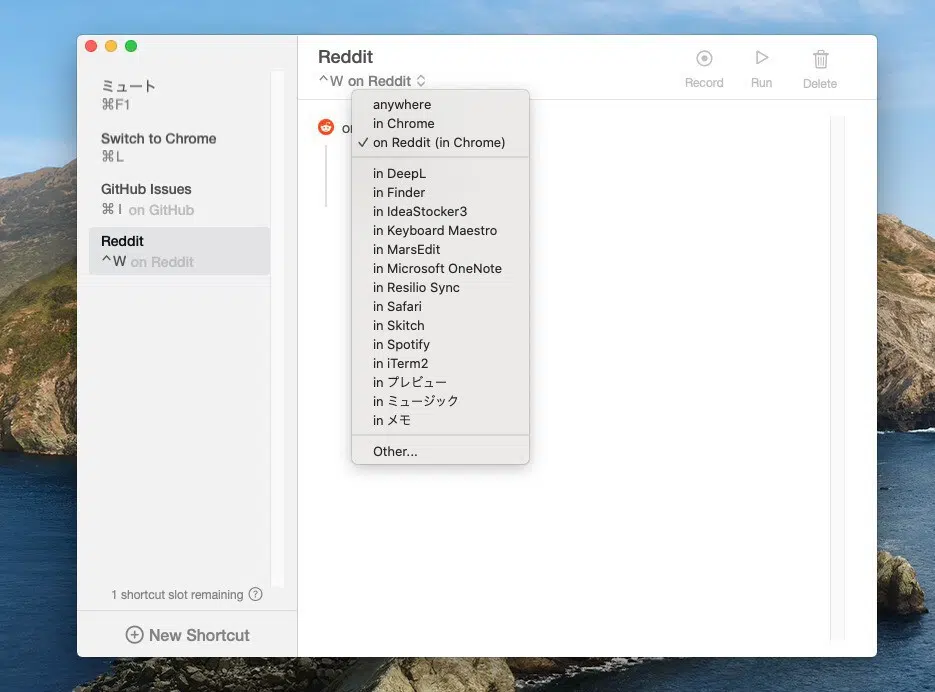 ミュート
⌘F1
Switch to Chrome
⌘L
GitHub Issues
⌘I on GitHub
Reddit
^W on Reddit
1 shortcut slot remaining ?
New Shortcut
Reddit
^W on Reddit
Record
Run
Delete
anywhere
in Chrome
✓ on Reddit (in Chrome)
in DeepL
in Finder
in IdeaStocker3
in Keyboard Maestro
in MarsEdit
in Microsoft OneNote
in Resilio Sync
in Safari
in Skitch
in Spotify
in iTerm2
in プレビュー
in ミュージック
in メモ
Other...